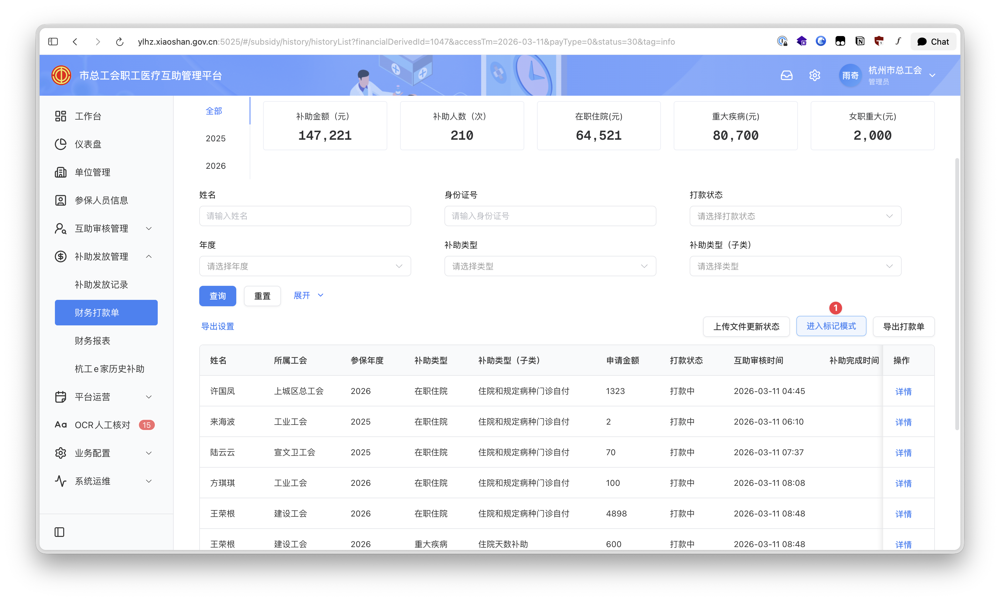 ylhz.xiaoshan.gov.cn:5025/#/subsidy/history/historyList?financialDerivedId=1047&accessTm=2026-03-11&payType=0&status=30&tag=info
Chat
市总工会职工医疗互助管理平台
雨奇
杭州市总工会
管理员
工作台
仪表盘
单位管理
参保人员信息
互助审核管理
补助发放管理
补助发放记录
财务打款单
财务报表
杭工e家历史补助
平台运营
OCR人工核对 15
业务配置
系统运维
全部
2025
2026
补助金额（元）
147,221
补助人数（次）
210
在职住院(元)
64,521
重大疾病(元)
80,700
女职重大(元)
2,000
姓名 身份证号 打款状态
请输入姓名 请输入身份证号 请选择打款状态
年度 补助类型 补助类型（子类）
请选择年度 请选择类型 请选择类型
查询 重置 展开
1
导出设置 上传文件更新状态 进入标记模式 导出打款单
姓名 所属工会 参保年度 补助类型 补助类型（子类） 申请金额 打款状态 互助审核时间 补助完成时间 操作
许国凤 上城区总工会 2026 在职住院 住院和规定病种门诊自付 1323 打款中 2026-03-11 04:45 详情
来海波 工业工会 2025 在职住院 住院和规定病种门诊自付 2 打款中 2026-03-11 06:10 详情
陆云云 宣文卫工会 2025 在职住院 住院和规定病种门诊自付 70 打款中 2026-03-11 07:37 详情
方琪琪 工业工会 2026 在职住院 住院和规定病种门诊自付 100 打款中 2026-03-11 08:08 详情
王荣根 建设工会 2026 在职住院 住院和规定病种门诊自付 4898 打款中 2026-03-11 08:48 详情
王荣根 建设工会 2026 重大疾病 住院天数补助 600 打款中 2026-03-11 08:48 详情